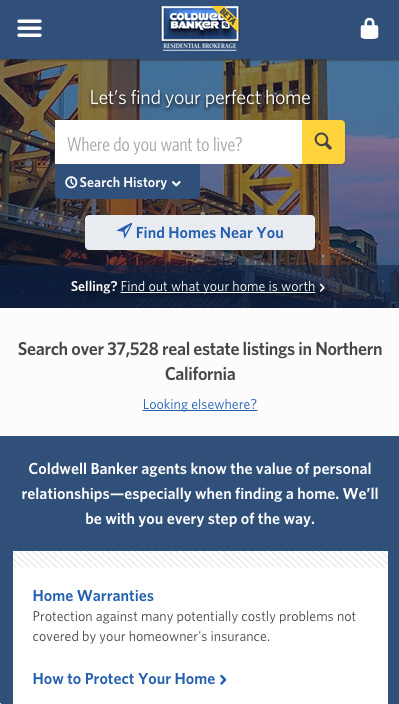 COLDWELL
BANKER
BETA
RESIDENTIAL BROKERAGE
Let's find your perfect home
Where do you want to live?
Search History
Find Homes Near You
Selling? Find out what your home is worth
Search over 37,528 real estate listings in Northern
California
Looking elsewhere?
Coldwell Banker agents know the value of personal
relationships—especially when finding a home. We'll
be with you every step of the way.
Home Warranties
Protection against many potentially costly problems not
covered by your homeowner's insurance.
How to Protect Your Home